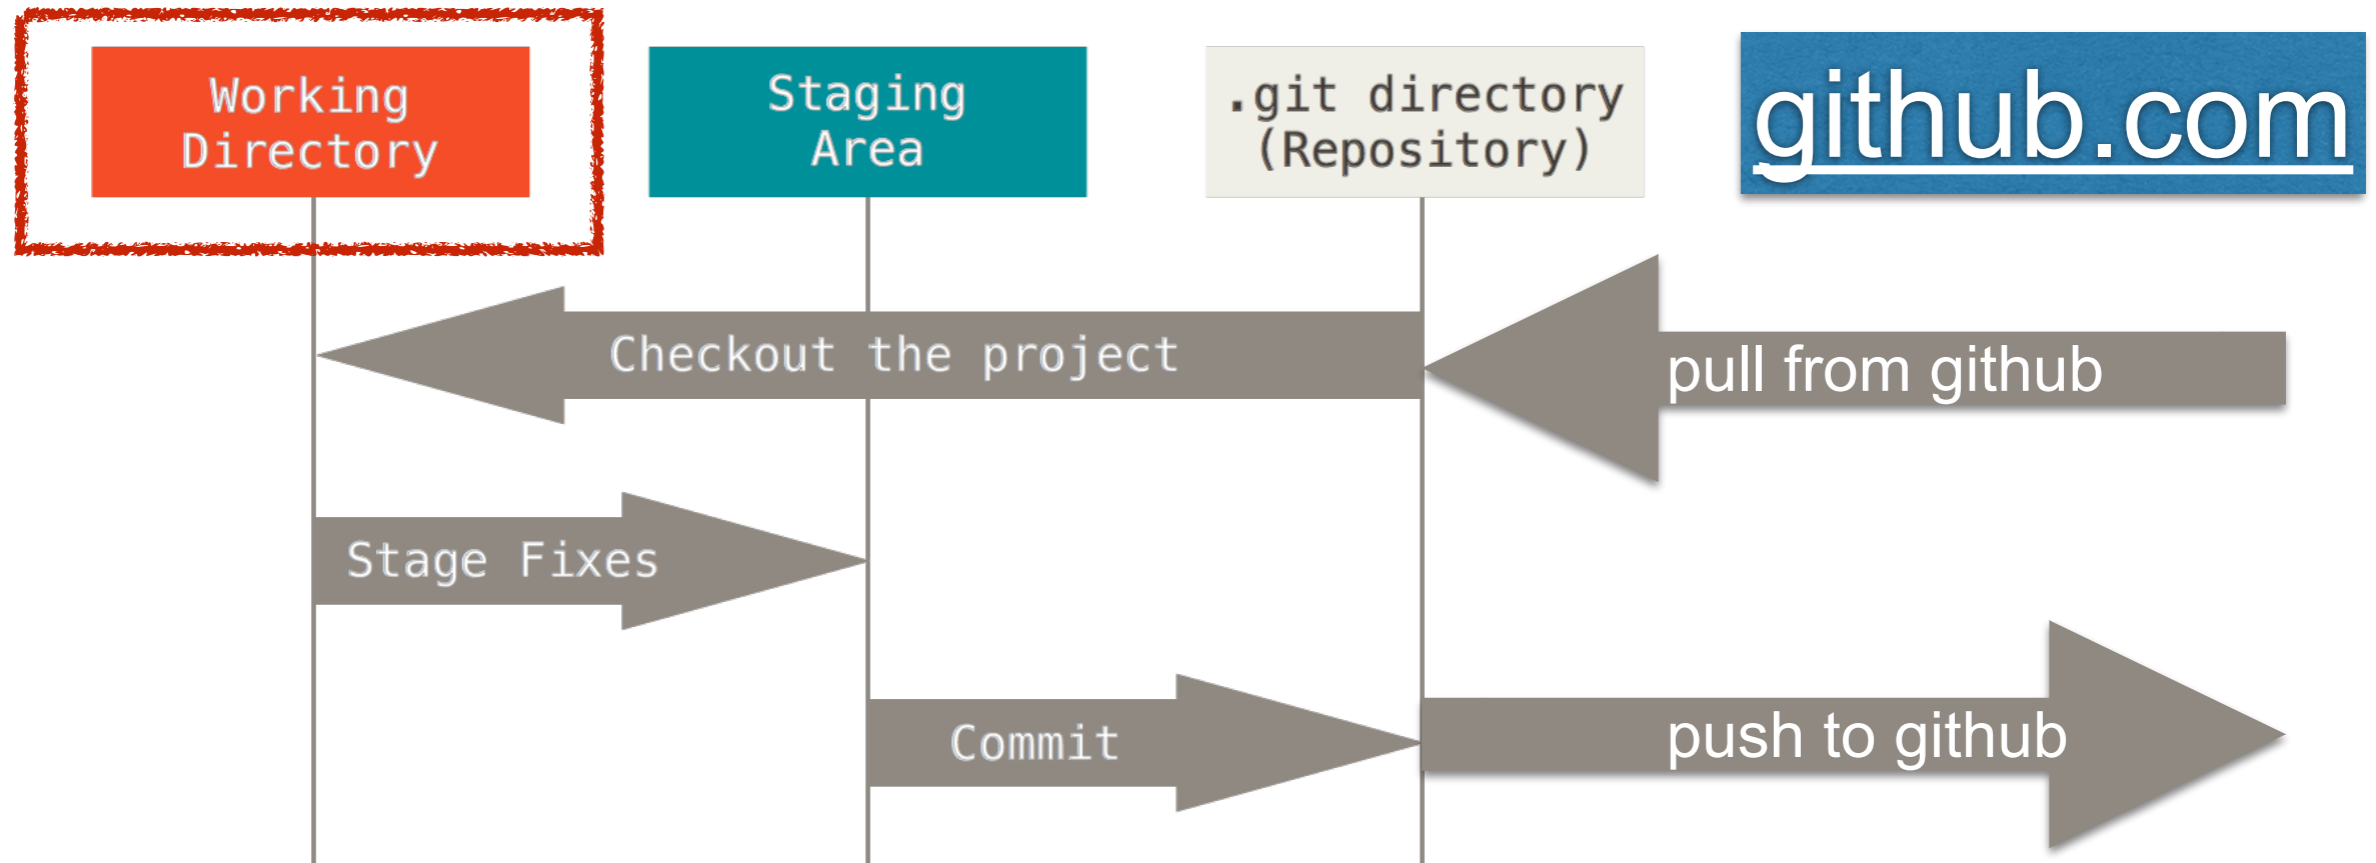 Working
Directory
Staging
Area
.git directory
(Repository)
github.com
Checkout the project
pull from github
Stage Fixes
Commit
push to github